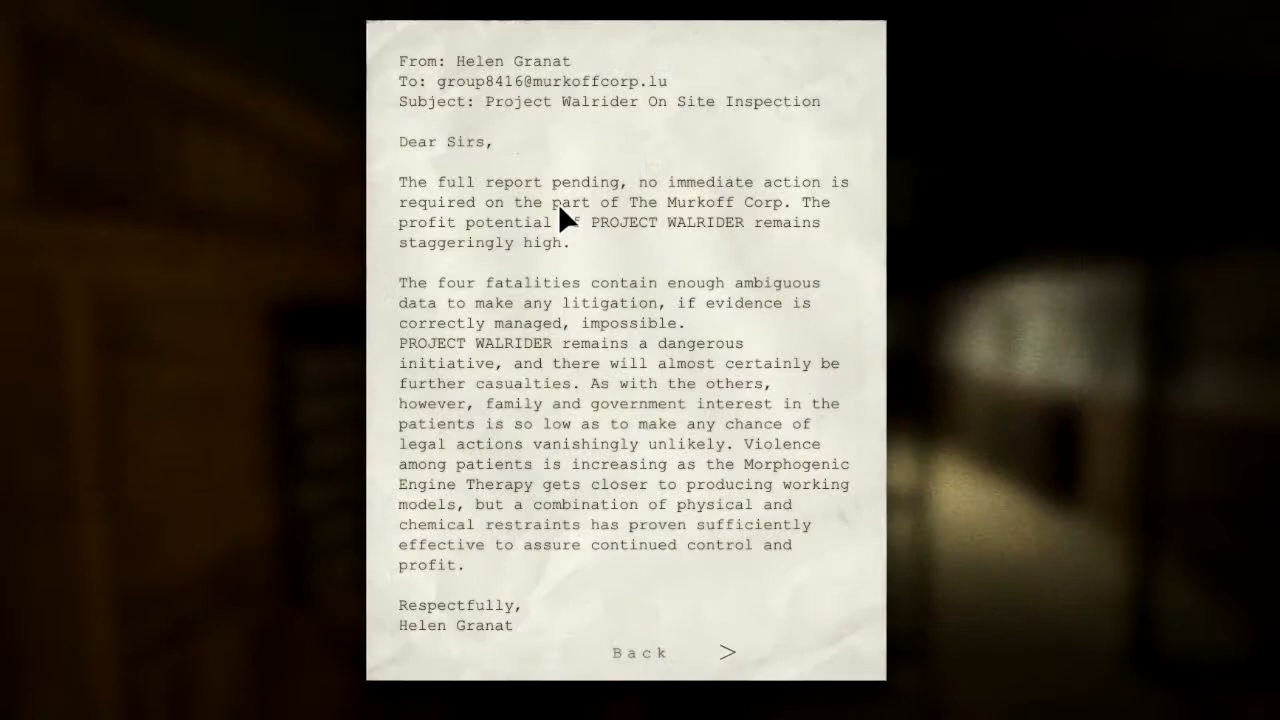 From: Helen Granat
To: group8416@murkoffcorp.lu
Subject: Project Walrider On Site Inspection
Dear Sirs,
The full report pending, no immediate action is
required on the part of The Murkoff Corp. The
profit potential of PROJECT WALRIDER remains
staggeringly high.
The four fatalities contain enough ambiguous
data to make any litigation, if evidence is
correctly managed, impossible.
PROJECT WALRIDER remains a dangerous
initiative, and there will almost certainly be
further casualties. As with the others,
however, family and government interest in the
patients is so low as to make any chance of
legal actions vanishingly unlikely. Violence
among patients is increasing as the Morphogenic
Engine Therapy gets closer to producing working
models, but a combination of physical and
chemical restraints has proven sufficiently
effective to assure continued control and
profit.
Respectfully,
Helen Granat
Back >